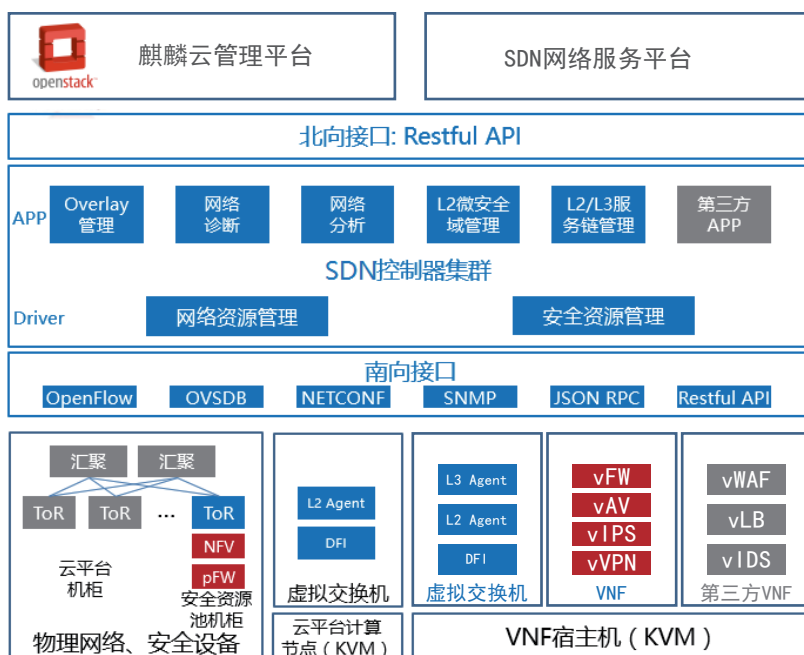 openstack
麒麟云管理平台
SDN网络服务平台
北向接口: Restful API
APP
Overlay
管理
网络
诊断
网络
分析
L2微安全
域管理
L2/L3服
务链管理
第三方
APP
SDN控制器集群
Driver
网络资源管理
安全资源管理
南向接口
OpenFlow
OVSDB
NETCONF
SNMP
JSON RPC
Restful API
汇聚
汇聚
ToR
ToR
...
ToR
NFV
pFW
云平台
机柜
安全资源
池机柜
物理网络、安全设备
L2 Agent
DFI
虚拟交换机
云平台计算
节点（KVM）
L3 Agent
L2 Agent
DFI
虚拟交换机
vFW
vAV
vIPS
vVPN
VNF
vWAF
vLB
vIDS
第三方VNF
VNF宿主机（KVM）